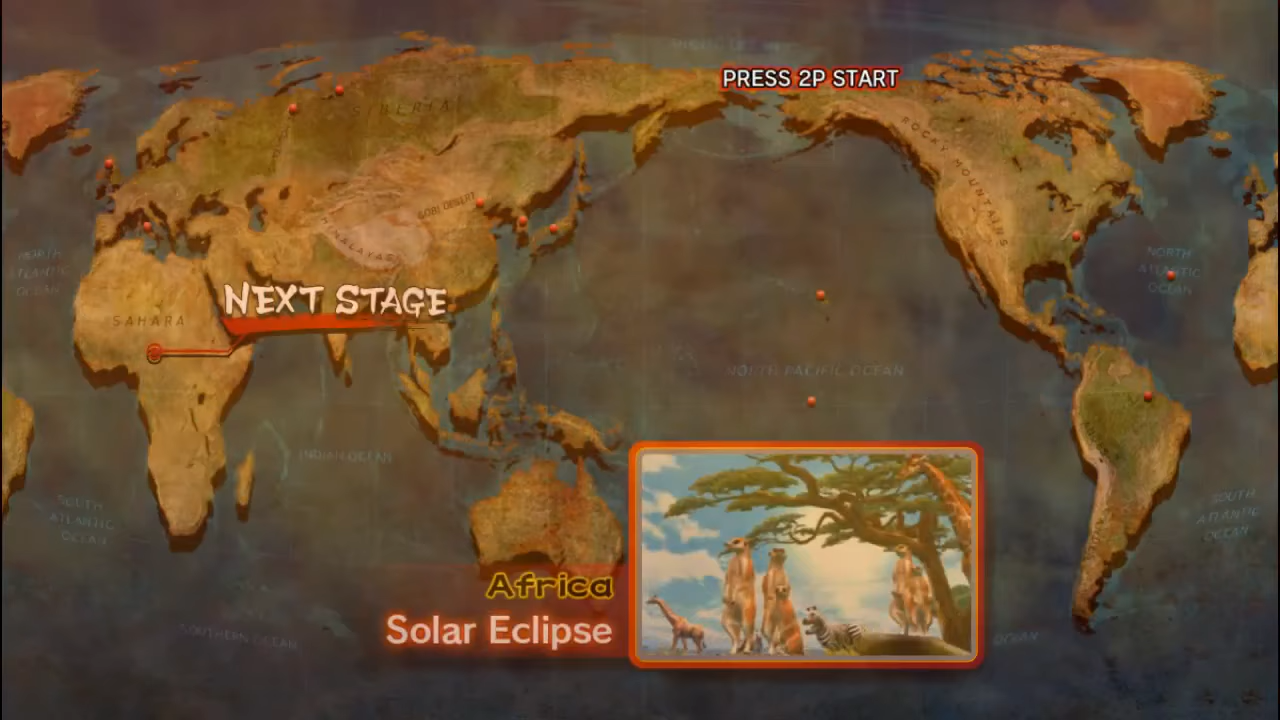 PRESS 2P START
SIBERIA
ROCKY MOUNTAINS
GOBI DESERT
HIMALAYAS
NORTH
ATLANTIC
OCEAN
NORTH
ATLANTIC
OCEAN
NEXT STAGE
SAHARA
NORTH PACIFIC OCEAN
INDIAN OCEAN
SOUTH
ATLANTIC
OCEAN
SOUTH
ATLANTIC
OCEAN
Africa
Solar Eclipse
SOUTHERN OCEAN
OCEAN